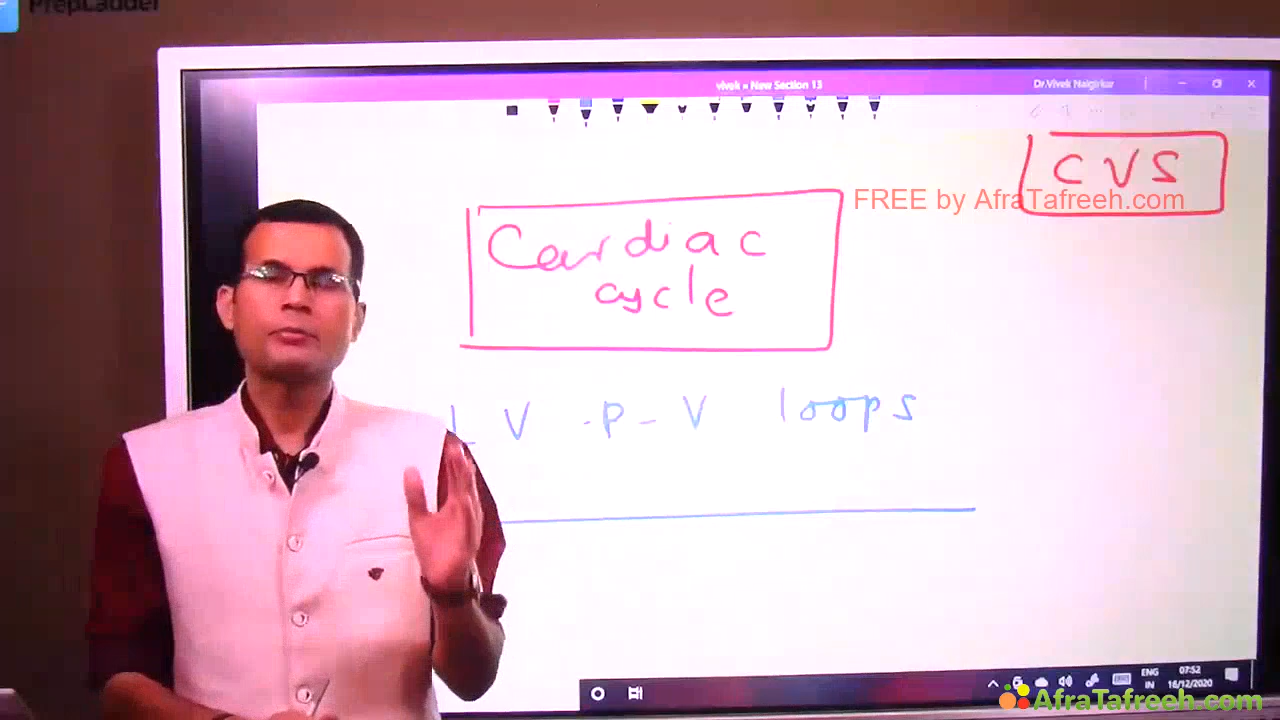 PrepLadder
vivek » New Section 13
Dr.Vivek Nalgirkar
CVS
FREE by AfraTafreeh.com
Cardiac
cycle
LV -P-V loops
ENG
IN
07:52
16/12/2020
AfraTafreeh.com